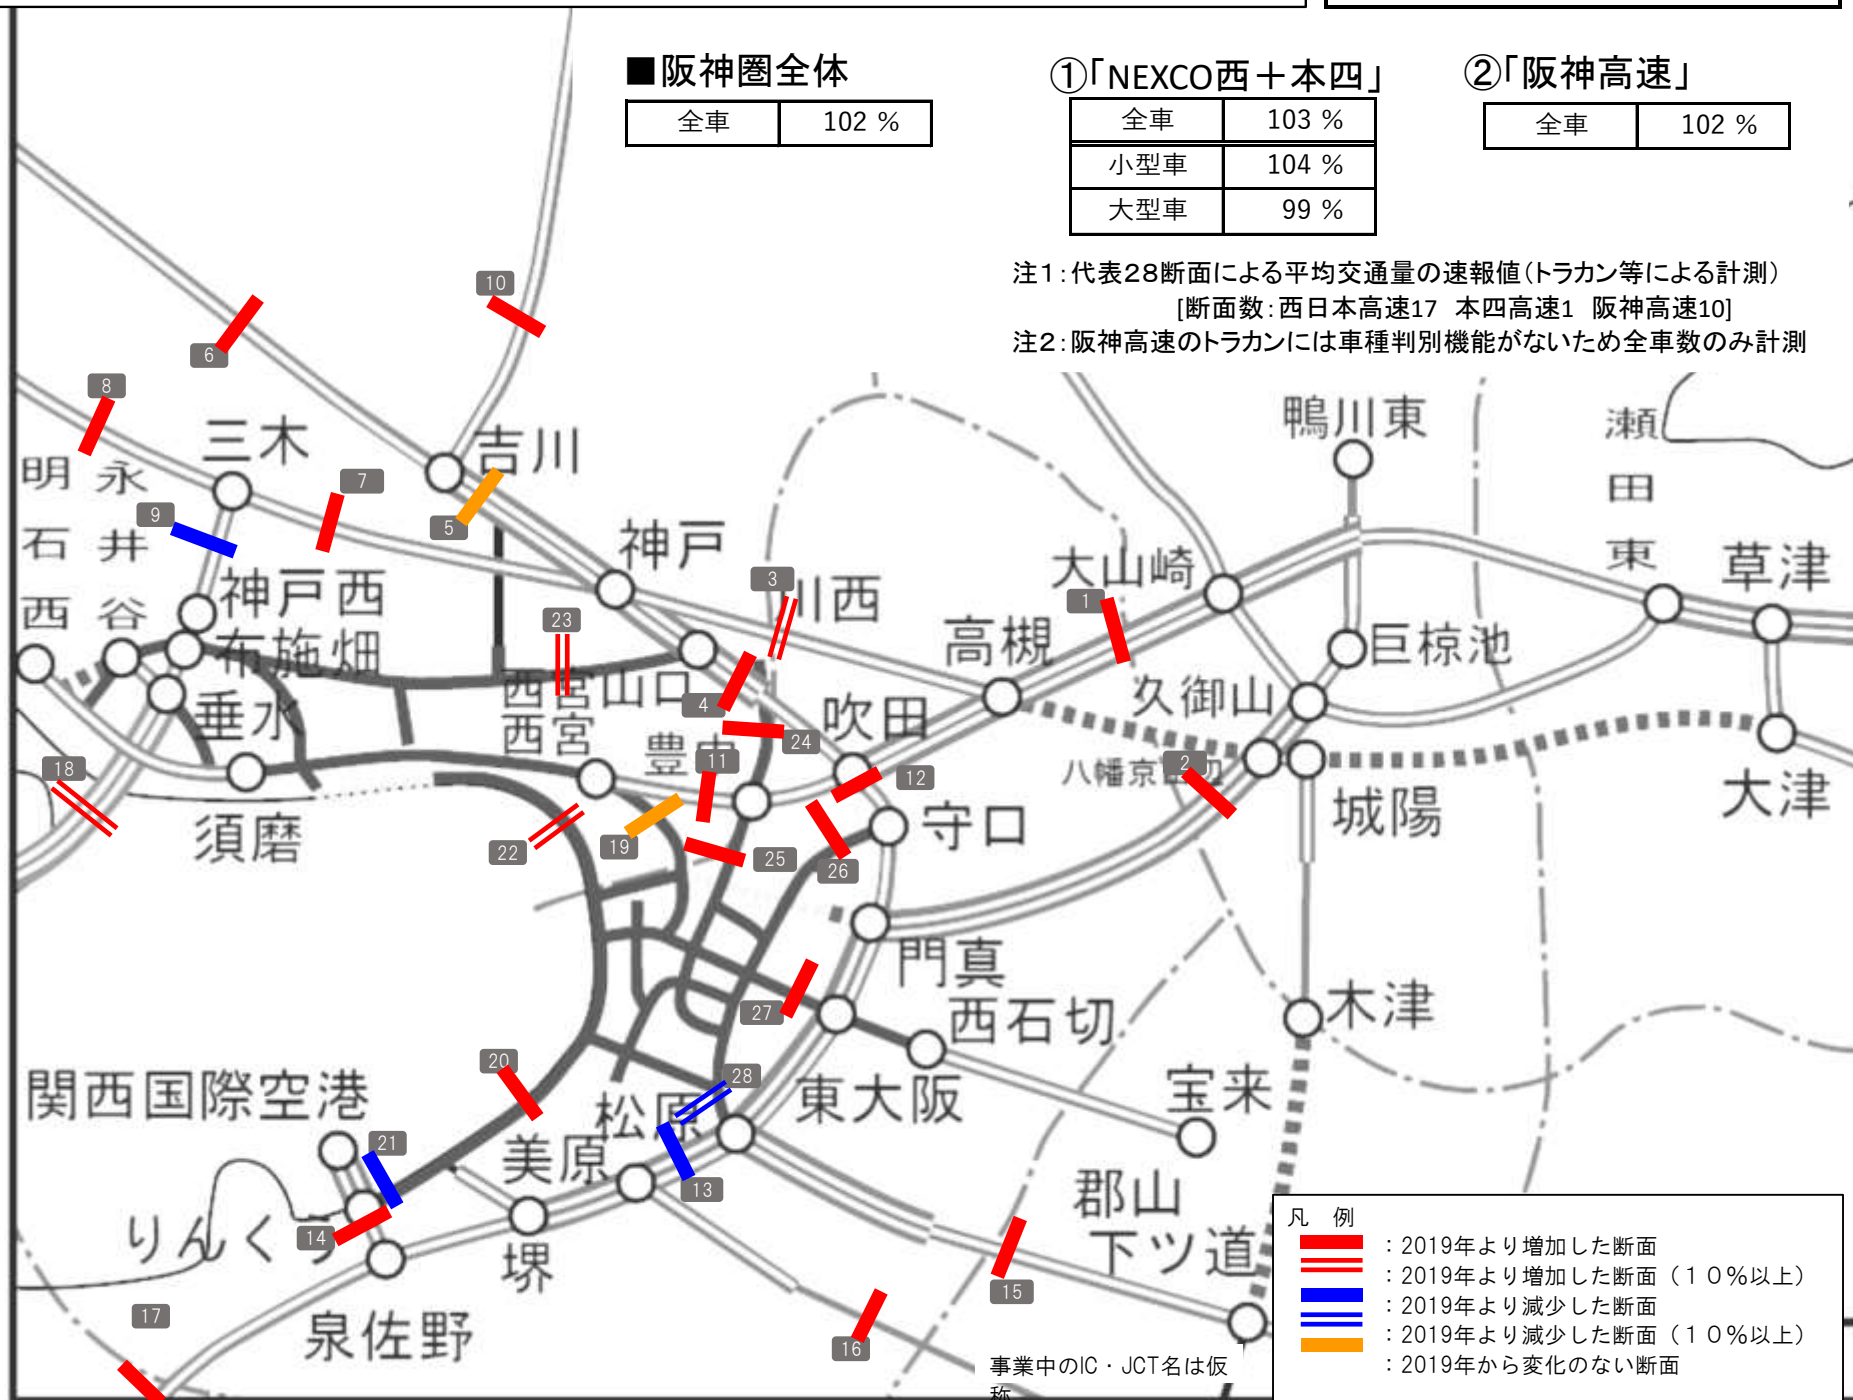 ■阪神圏全体
全車 102 %
①「NEXCO西＋本四」
全車 103 %
小型車 104 %
大型車 99 %
②「阪神高速」
全車 102 %
注1：代表28断面による平均交通量の速報値（トラカン等による計測）
[断面数：西日本高速17 本四高速1 阪神高速10]
注2：阪神高速のトラカンには車種判別機能がないため全車数のみ計測
10
6
8
三木
吉川
鴨川東
瀬田東
明石西
永井谷
7
9
5
神戸
大山崎
草津
神戸西
3
川西
1
23
高槻
巨椋池
布施畑
西宮山口
久御山
4
垂水
西宮
吹田
24
豊中
11
12
八幡京田辺
2
18
大津
須磨
22
19
守口
城陽
25
26
門真
27
西石切
木津
20
28
関西国際空港
松原
東大阪
宝来
21
美原
13
郡山
りんくう
14
下ツ道
堺
15
17
泉佐野
16
事業中のIC・JCT名は仮
称
凡 例
：2019年より増加した断面
：2019年より増加した断面（１０％以上）
：2019年より減少した断面
：2019年より減少した断面（１０％以上）
：2019年から変化のない断面